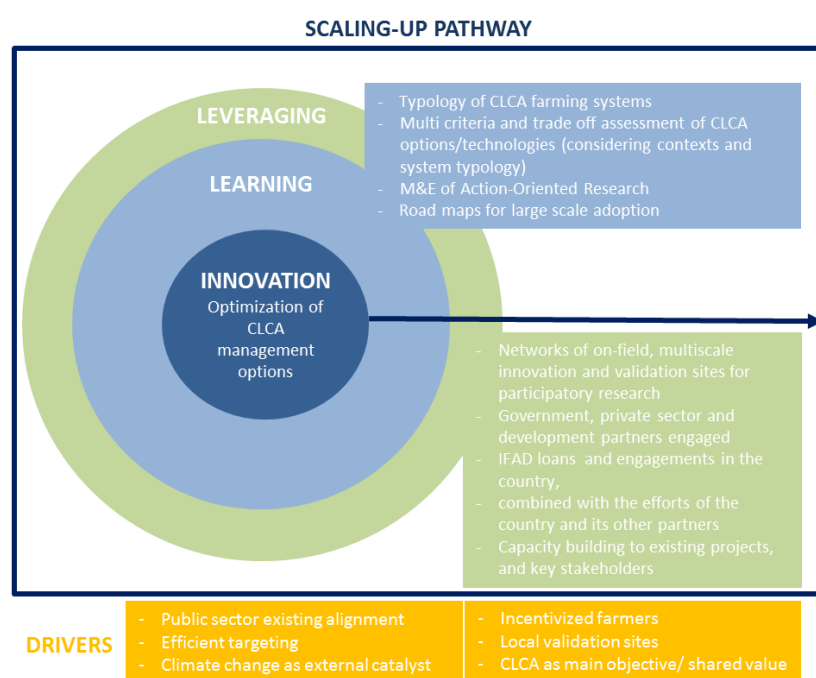 SCALING-UP PATHWAY
LEVERAGING
LEARNING
INNOVATION
Optimization of
CLCA
management
options
- Typology of CLCA farming systems
- Multi criteria and trade off assessment of CLCA
options/technologies (considering contexts and
system typology)
- M&E of Action-Oriented Research
- Road maps for large scale adoption
- Networks of on-field, multiscale
innovation and validation sites for
participatory research
- Government, private sector and
development partners engaged
- IFAD loans and engagements in the
country,
- combined with the efforts of the
country and its other partners
- Capacity building to existing projects,
and key stakeholders
DRIVERS
- Public sector existing alignment
- Efficient targeting
- Climate change as external catalyst
- Incentivized farmers
- Local validation sites
- CLCA as main objective/ shared value